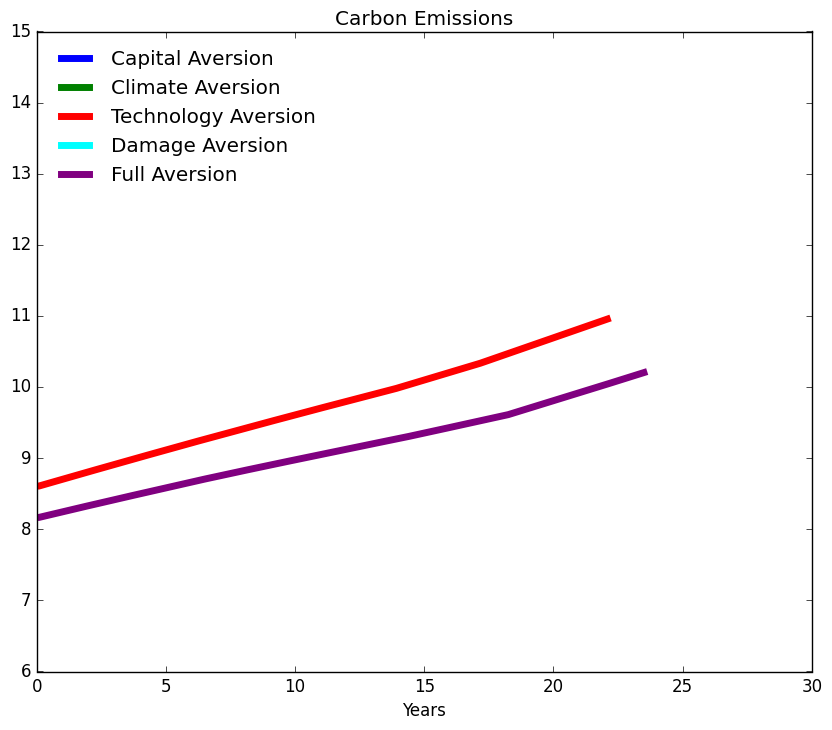 Carbon Emissions
15
14
13
12
11
10
9
8
7
6
Capital Aversion
Climate Aversion
Technology Aversion
Damage Aversion
Full Aversion
0 5 10 15 20 25 30
Years